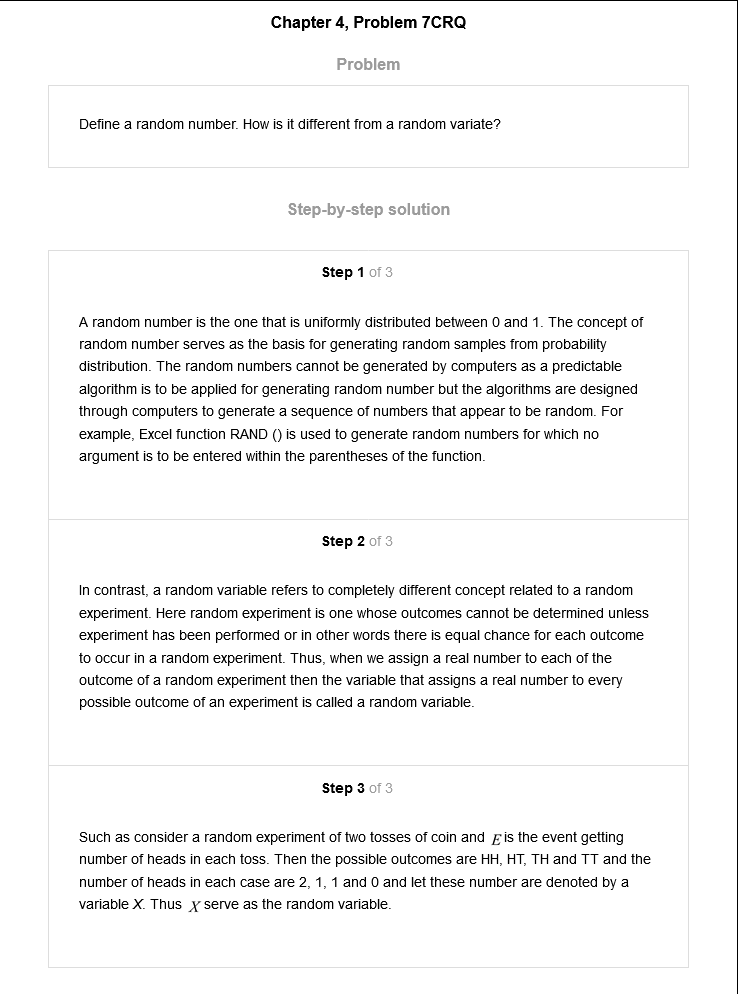 Chapter 4, Problem 7CRQ
Problem
Define a random number. How is it different from a random variate?
Step-by-step solution
Step 1 of 3
A random number is the one that is uniformly distributed between 0 and 1. The concept of
random number serves as the basis for generating random samples from probability
distribution. The random numbers cannot be generated by computers as a predictable
algorithm is to be applied for generating random number but the algorithms are designed
through computers to generate a sequence of numbers that appear to be random. For
example, Excel function RAND () is used to generate random numbers for which no
argument is to be entered within the parentheses of the function.
Step 2 of 3
In contrast, a random variable refers to completely different concept related to a random
experiment. Here random experiment is one whose outcomes cannot be determined unless
experiment has been performed or in other words there is equal chance for each outcome
to occur in a random experiment. Thus, when we assign a real number to each of the
outcome of a random experiment then the variable that assigns a real number to every
possible outcome of an experiment is called a random variable.
Step 3 of 3
Such as consider a random experiment of two tosses of coin and E is the event getting
number of heads in each toss. Then the possible outcomes are HH, HT, TH and TT and the
number of heads in each case are 2, 1, 1 and 0 and let these number are denoted by a
variable X. Thus X serve as the random variable.